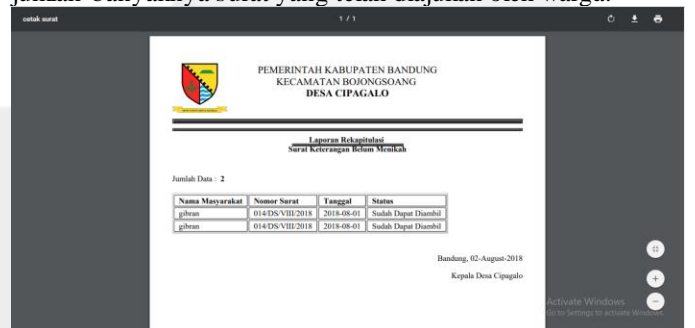 jumlah banyaknya surat yang telah diajukan oleh warga.
cetak surat
1 / 1
PEMERINTAH KABUPATEN BANDUNG
KECAMATAN BOJONGSOANG
DESA CIPAGALO
Laporan Rekapitulasi
Surat Keterangan Belum Menikah
Jumlah Data : 2
Nama Masyarakat Nomor Surat Tanggal Status
gibran 014/DS/VIII/2018 2018-08-01 Sudah Dapat Diambil
gibran 014/DS/VIII/2018 2018-08-01 Sudah Dapat Diambil
Bandung, 02-August-2018
Kepala Desa Cipagalo
Activate Windows
Go to Settings to activate Windows.